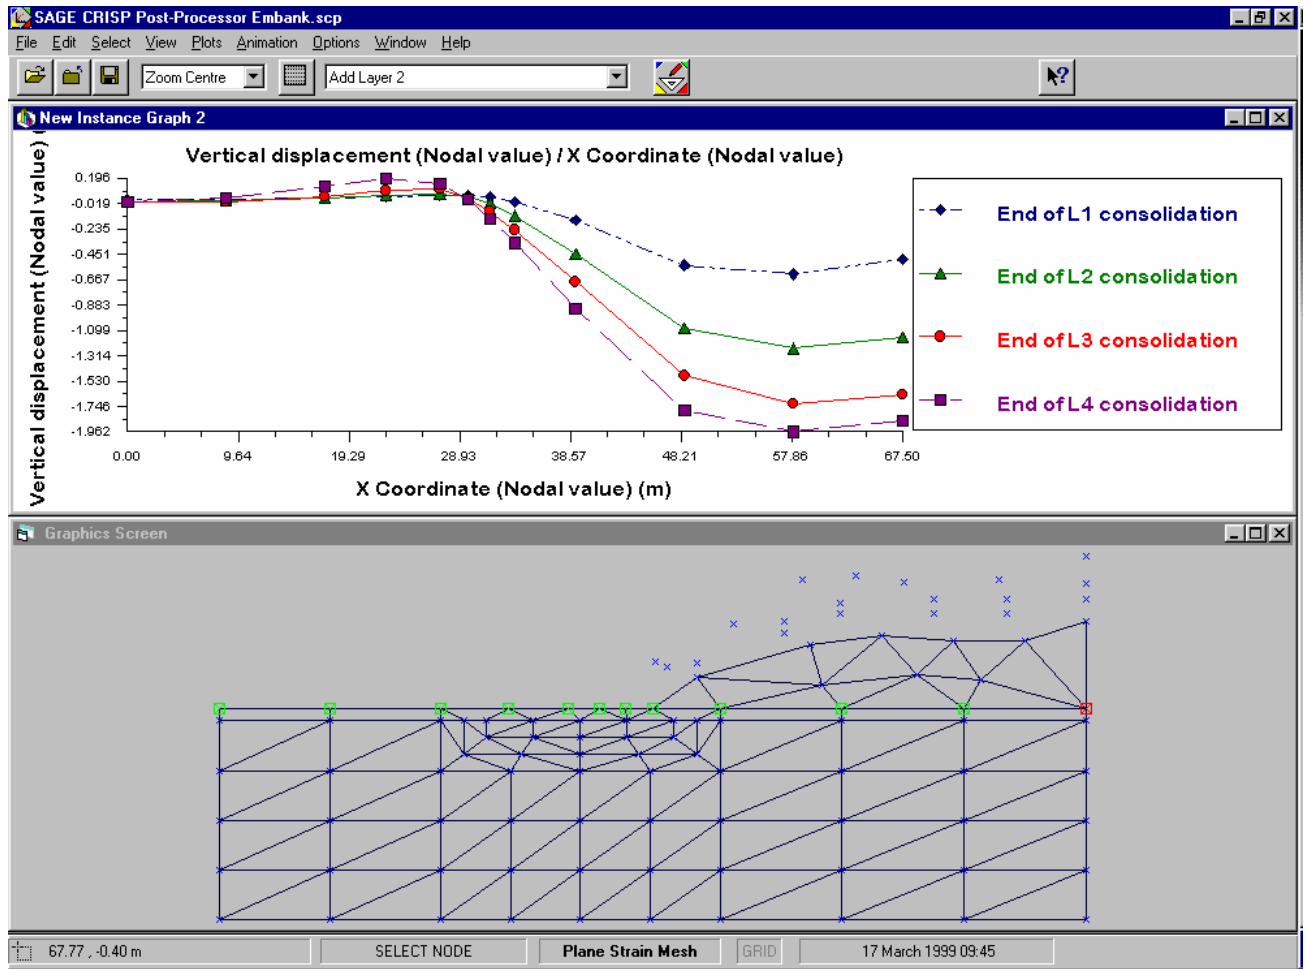 SAGE CRISP Post-Processor Embank.scp
File Edit Select View Plots Animation Options Window Help
Zoom Centre Add Layer 2
New Instance Graph 2
Vertical displacement (Nodal value) / X Coordinate (Nodal value)
Vertical displacement (Nodal value) (
0.196
-0.019
-0.235
-0.451
-0.667
-0.883
-1.099
-1.314
-1.530
-1.746
-1.962
0.00 9.64 19.29 28.93 38.57 48.21 57.86 67.50
X Coordinate (Nodal value) (m)
End of L1 consolidation
End of L2 consolidation
End of L3 consolidation
End of L4 consolidation
Graphics Screen
67.77 , -0.40 m SELECT NODE Plane Strain Mesh GRID 17 March 1999 09:45